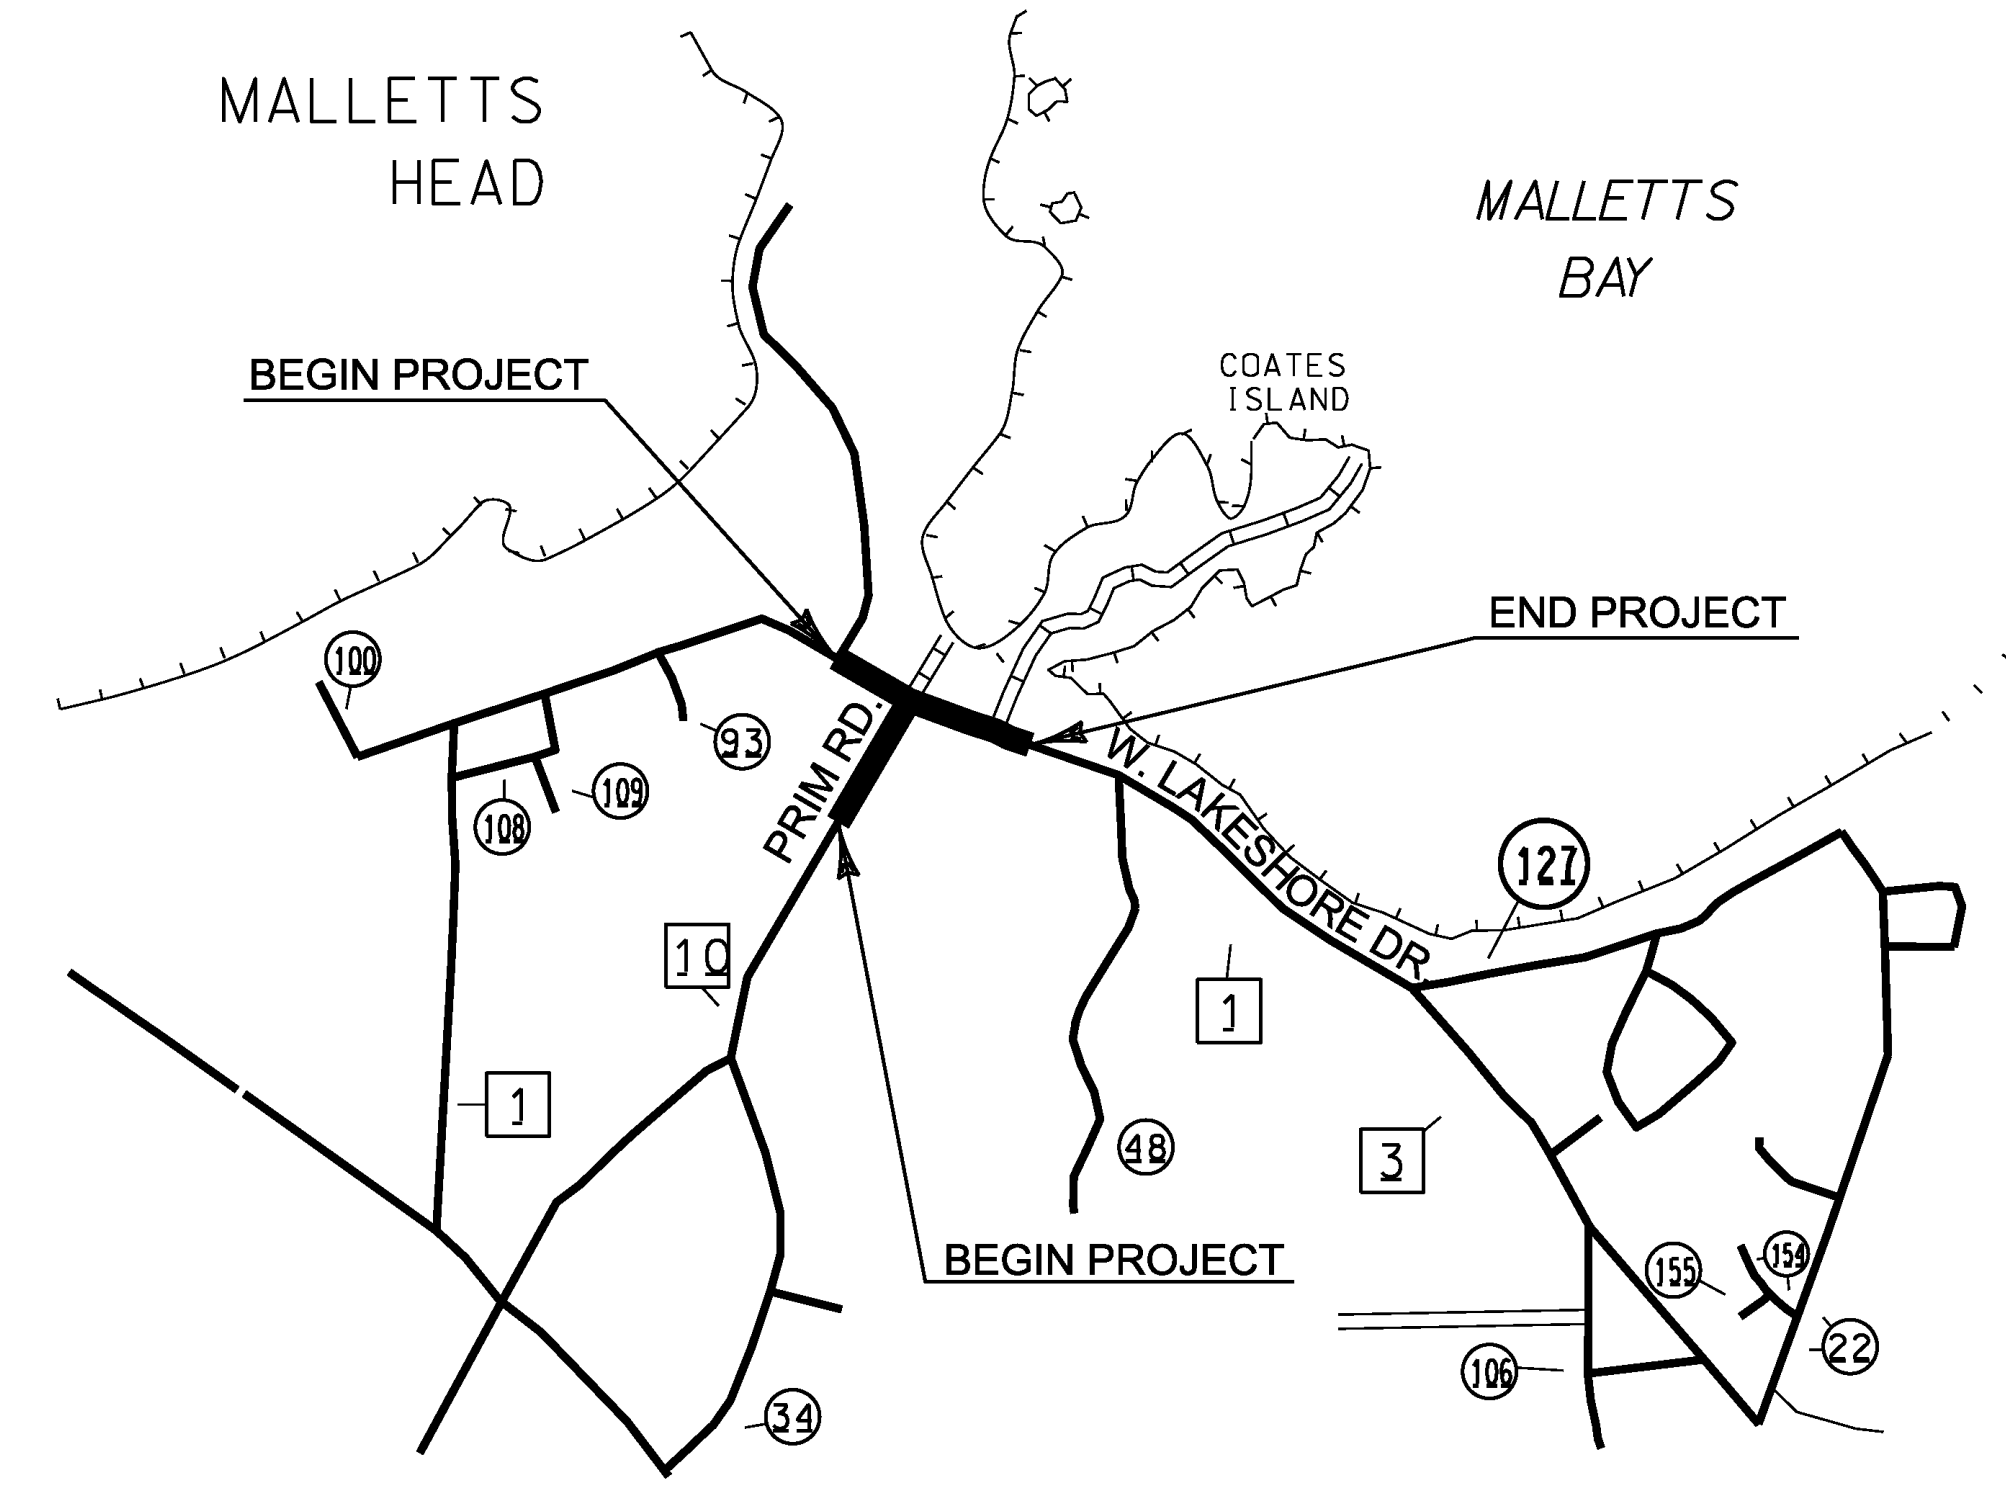 MALLETTS
HEAD
MALLETTS
BAY
BEGIN PROJECT
COATES
ISLAND
END PROJECT
100
93
109
108
PRIM RD.
W. LAKESHORE DR.
127
10
1
1
3
48
BEGIN PROJECT
155
154
22
106
34